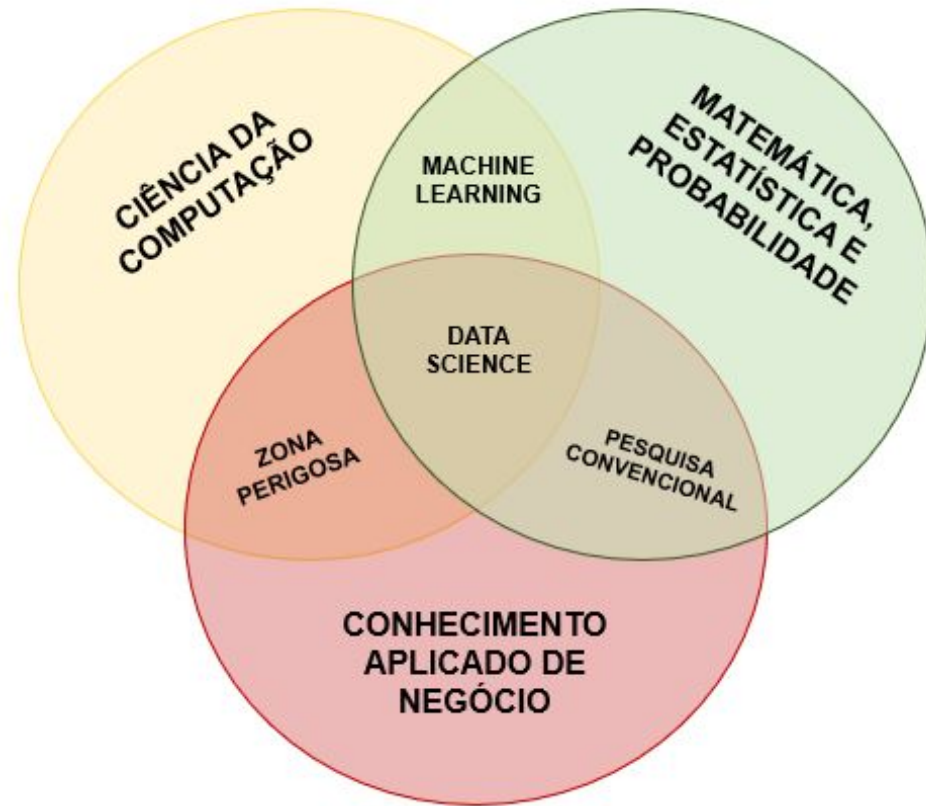 CIÊNCIA DA
COMPUTAÇÃO
MATEMÁTICA,
ESTATÍSTICA E
PROBABILIDADE
MACHINE
LEARNING
DATA
SCIENCE
ZONA
PERIGOSA
PESQUISA
CONVENCIONAL
CONHECIMENTO
APLICADO DE
NEGÓCIO